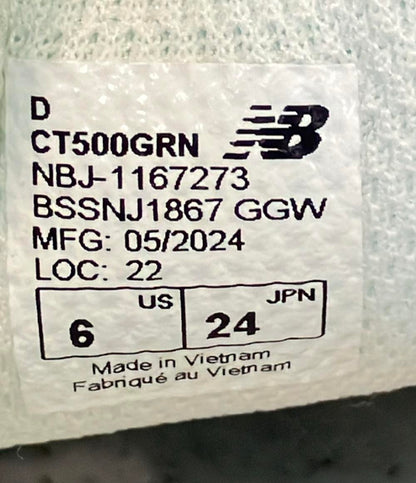 D
CT500GRN
NB
NBJ-1167273
BSSNJ1867 GGW
MFG: 05/2024
LOC: 22
US JPN
6 24
Made in Vietnam
Fabriqué au Vietnam